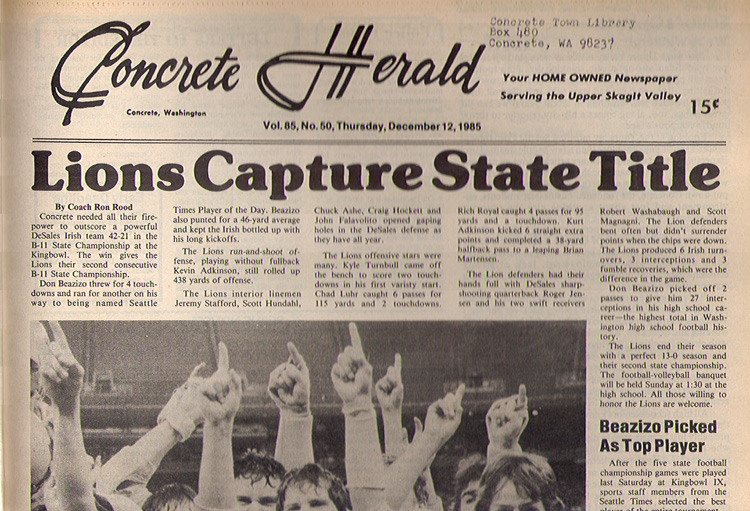 Concrete Herald
Concrete Town Library
Box 480
Concrete, WA 98237
Your HOME OWNED Newspaper
Serving the Upper Skagit Valley
15¢
Concrete, Washington
Vol. 85, No. 50, Thursday, December 12, 1985
Lions Capture State Title
By Coach Ron Rood
Concrete needed all their fire-
power to outscore a powerful
DeSales Irish team 42-21 in the
B-11 State Championship at the
Kingbowl. The win gives the
Lions their second consecutive
B-11 State Championship.
Don Beazizo threw for 4 touch-
downs and ran for another on his
way to being named Seattle
Times Player of the Day. Beazizo
also punted for a 46-yard average
and kept the Irish bottled up with
his long kickoffs.
The Lions run-and-shoot of-
fense, playing without fullback
Kevin Adkinson, still rolled up
438 yards of offense.
The Lions interior linemen
Jeremy Stafford, Scott Hundahl,
Chuck Ashe, Craig Hockett and
John Falavolito opened gaping
holes in the DeSales defense as
they have all year.
The Lions offensive stars were
many. Kyle Turnbull came off
the bench to score two touch-
downs in his first varisty start.
Chad Luhr caught 6 passes for
115 yards and 2 touchdowns.
Rich Royal caught 4 passes for 95
yards and a touchdown. Kurt
Adkinson kicked 6 straight extra
points and completed a 38-yard
halfback pass to a leaping Brian
Martensen.
The Lion defenders had their
hands full with DeSales sharp-
shooting quarterback Roger Jen-
sen and his two swift receivers
Robert Washabaugh and Scott
Magnagni. The Lion defenders
bent often but didn't surrender
points when the chips were down.
The Lions produced 6 Irish turn-
overs, 3 interceptions and 3
fumble recoveries, which were the
difference in the game.
Don Beazizo picked off 2
passes to give him 27 inter-
ceptions in his high school ca-
reer—the highest total in Wash-
ington high school football his-
tory.
The Lions end their season
with a perfect 13-0 season and
their second state championship.
The football-volleyball banquet
will be held Sunday at 1:30 at the
high school. All those willing to
honor the Lions are welcome.
Beazizo Picked
As Top Player
After the five state football
championship games were played
last Saturday at Kingbowl IX,
sports staff members from the
Seattle Times selected the best
player of the entire tournament.